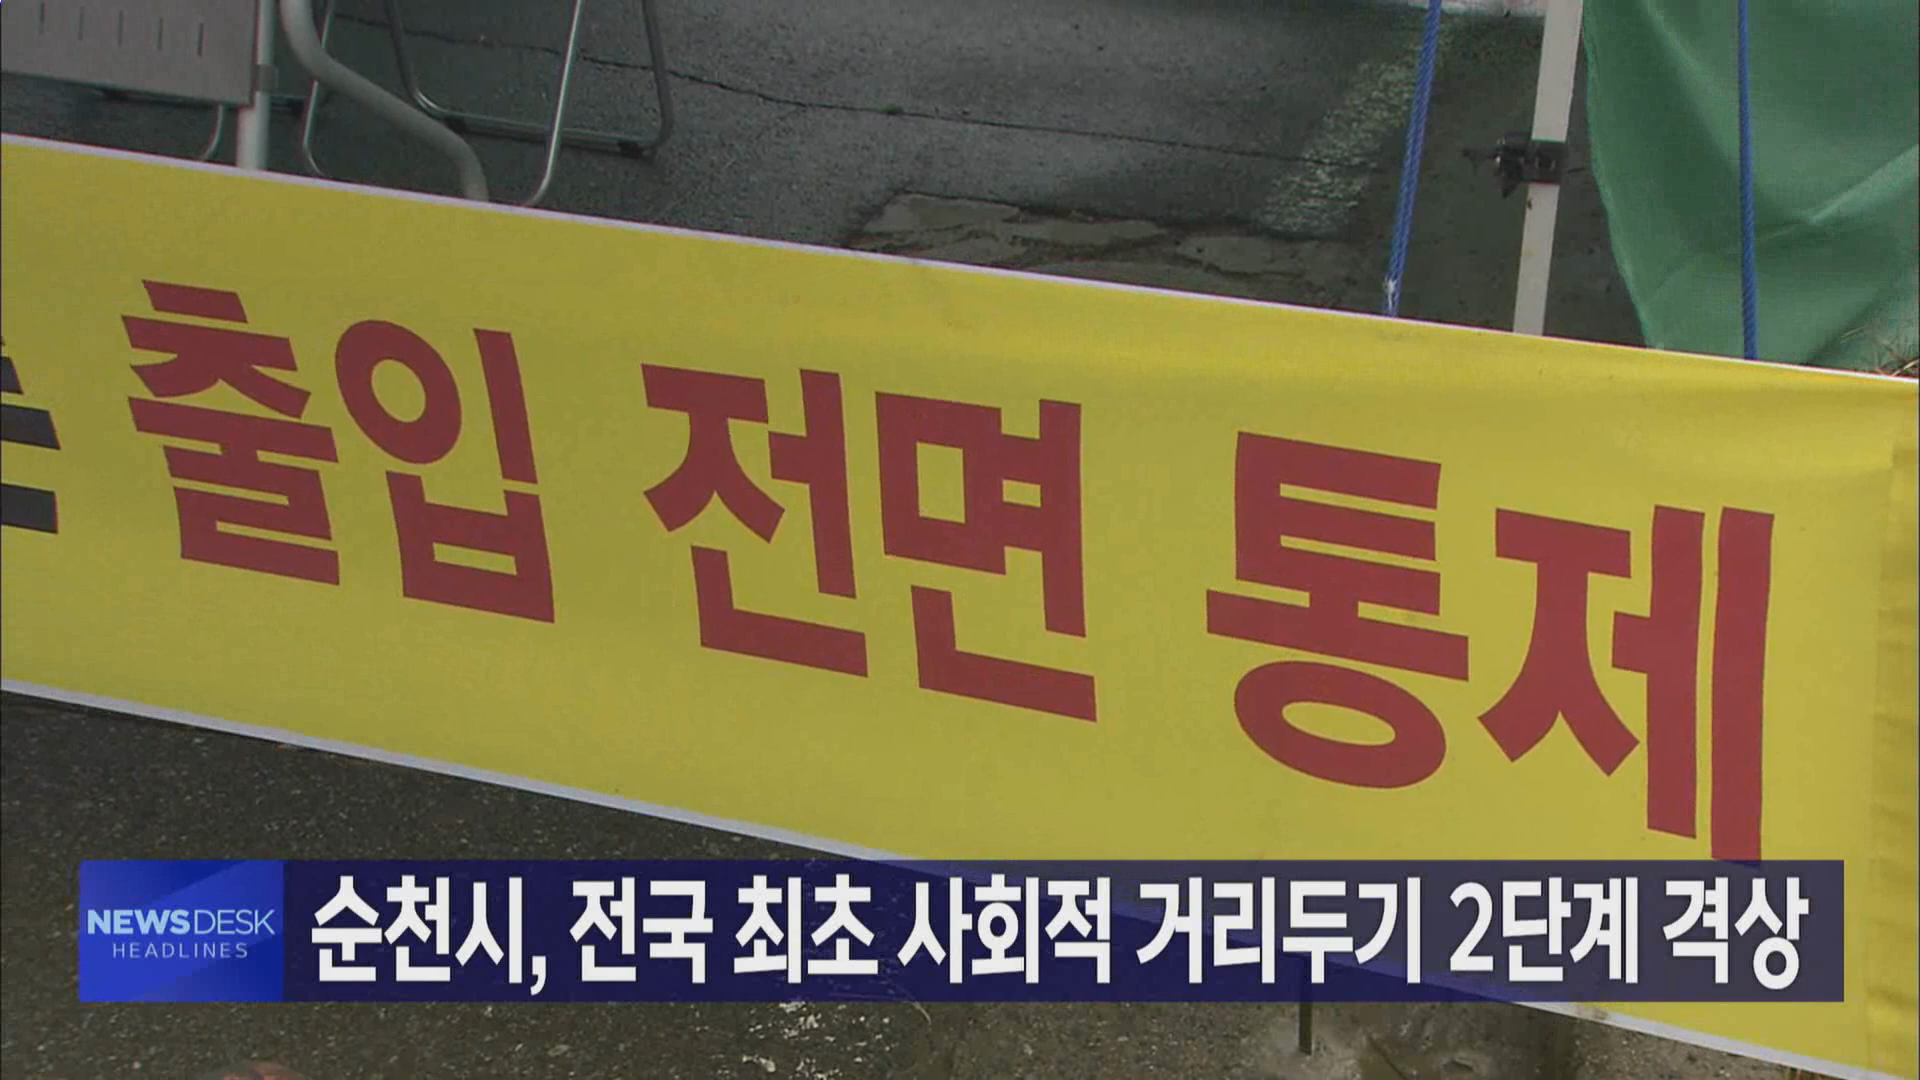 출입 전면 통제
NEWSDESK
HEADLINES
순천시, 전국 최초 사회적 거리두기 2단계 격상